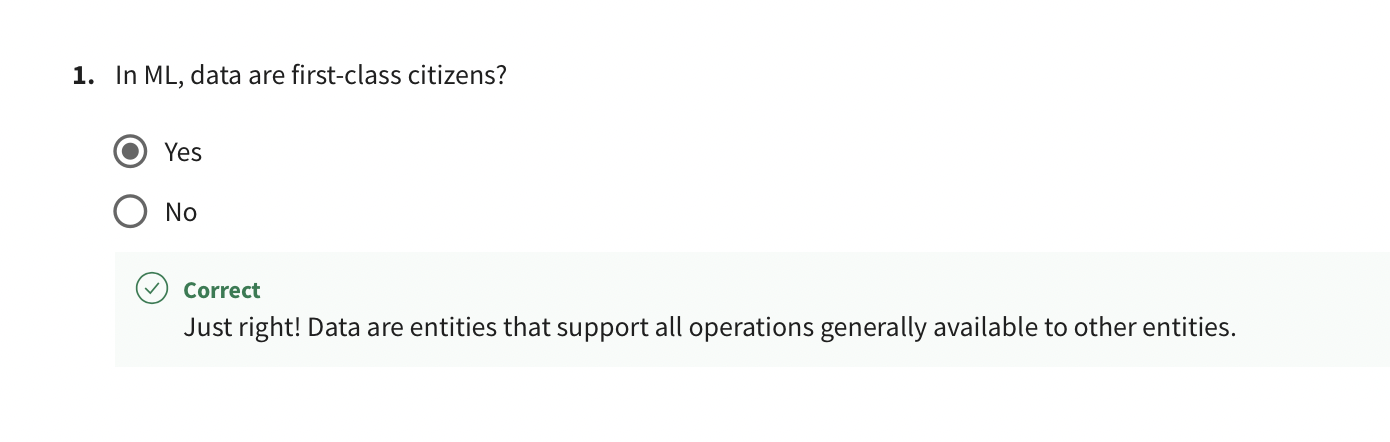 1. In ML, data are first-class citizens?
Yes
No
Correct
Just right! Data are entities that support all operations generally available to other entities.